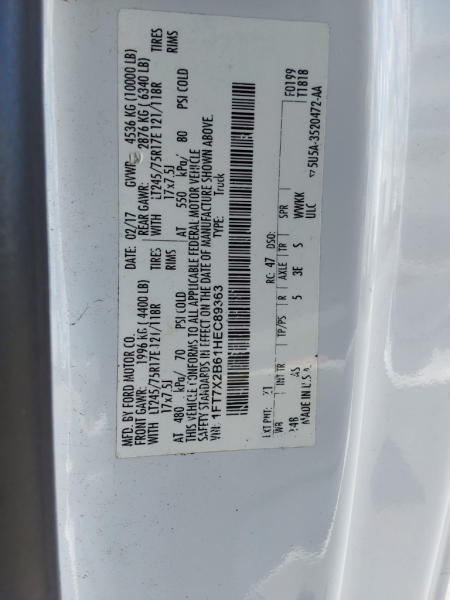 MFD. BY FORD MOTOR CO.
DATE: 02/17 GVWR: 4536 KG (10000 LB)
FRONT GAWR: 1996 KG (4400 LB)
REAR GAWR: 2876 KG (6340 LB)
WITH LT245/75R17E 121/118R TIRES
WITH LT245/75R17E 121/118R TIRES
17x7.5J RIMS
17x7.5J RIMS
AT 480 kPa/ 70 PSI COLD
AT 550 kPa/ 80 PSI COLD
THIS VEHICLE CONFORMS TO ALL APPLICABLE FEDERAL MOTOR VEHICLE
SAFETY STANDARDS IN EFFECT ON THE DATE OF MANUFACTURE SHOWN ABOVE.
VIN: 1FT7X2B61HEC89363
TYPE: Truck
F0199
T1818
EXT PNT: Z1 RC: 47 DSO:
WB INT TR TP/PS R AXLE TR SPR
AS 5 3E S WWKK
MADE IN U.S.A. ULC
5U5A-3520472-AA